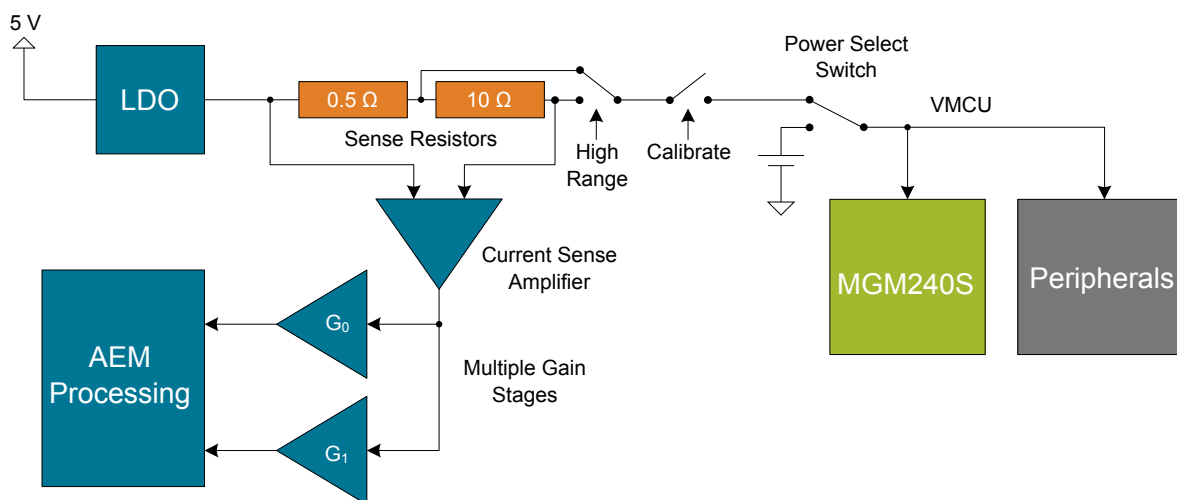 5 V
LDO
0.5 Ω
10 Ω
Sense Resistors
High
Range
Calibrate
Power Select
Switch
VMCU
MGM240S
Peripherals
Current Sense
Amplifier
G0
Multiple Gain
Stages
G1
AEM
Processing